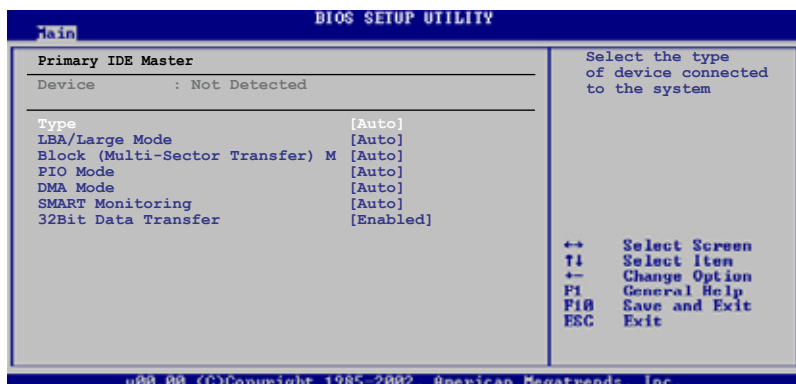 BIOS SETUP UTILITY
Main
Primary IDE Master
Device : Not Detected
Type [Auto]
LBA/Large Mode [Auto]
Block (Multi-Sector Transfer) M [Auto]
PIO Mode [Auto]
DMA Mode [Auto]
SMART Monitoring [Auto]
32Bit Data Transfer [Enabled]
Select the type
of device connected
to the system
←→ Select Screen
↑↓ Select Item
+- Change Option
F1 General Help
F10 Save and Exit
ESC Exit
v00.00 (C)Copyright 1985-2002, American Megatrends, Inc.